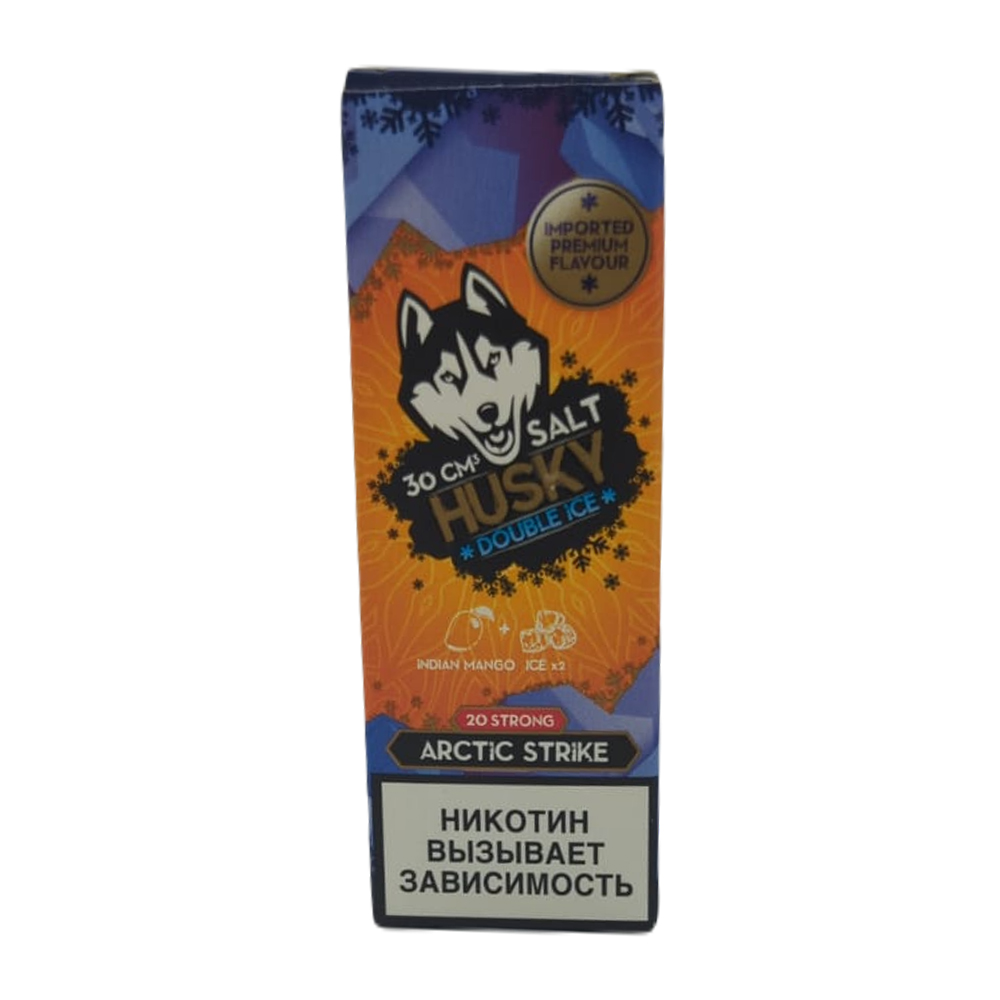 IMPORTED
PREMIUM
FLAVOUR
30 CM³ SALT
HUSKY
DOUBLE ICE
INDIAN MANGO + ICE x2
20 STRONG
ARCTIC STRIKE
НИКОТИН
ВЫЗЫВАЕТ
ЗАВИСИМОСТЬ